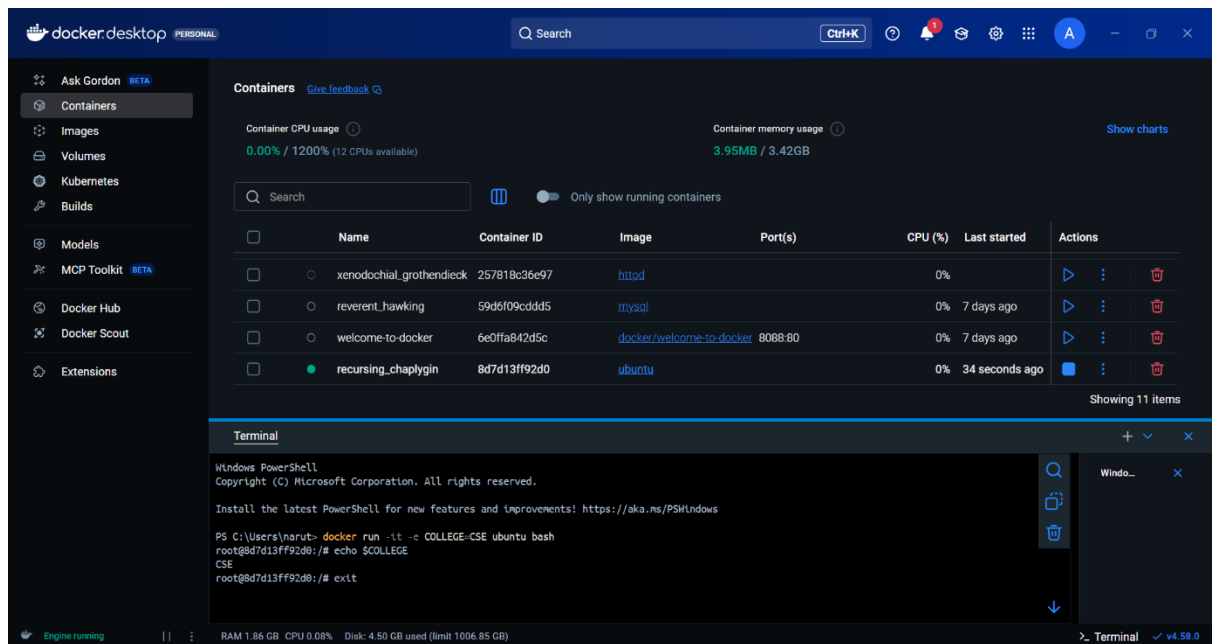 docker.desktop PERSONAL
Search Ctrl+K
1
A
Ask Gordon BETA
Containers
Images
Volumes
Kubernetes
Builds
Models
MCP Toolkit BETA
Docker Hub
Docker Scout
Extensions
Containers Give feedback
Container CPU usage
0.00% / 1200% (12 CPUs available)
Container memory usage
3.95MB / 3.42GB
Show charts
Search
Only show running containers
Name Container ID Image Port(s) CPU (%) Last started Actions
xenodochial_grothendieck 257818c36e97 httpd 0%
reverent_hawking 59d6f09cddd5 mysql 0% 7 days ago
welcome-to-docker 6e0ffa842d5c docker/welcome-to-docker 8088:80 0% 7 days ago
recursing_chaplygin 8d7d13ff92d0 ubuntu 0% 34 seconds ago
Showing 11 items
Terminal
Windows PowerShell
Copyright (C) Microsoft Corporation. All rights reserved.
Install the latest PowerShell for new features and improvements! https://aka.ms/PSWindows
PS C:\Users\narut> docker run -it -e COLLEGE=CSE ubuntu bash
root@8d7d13ff92d0:/# echo $COLLEGE
CSE
root@8d7d13ff92d0:/# exit
Windo...
Engine running
RAM 1.86 GB CPU 0.08% Disk: 4.50 GB used (limit 1006.85 GB)
>_ Terminal
v4.58.0